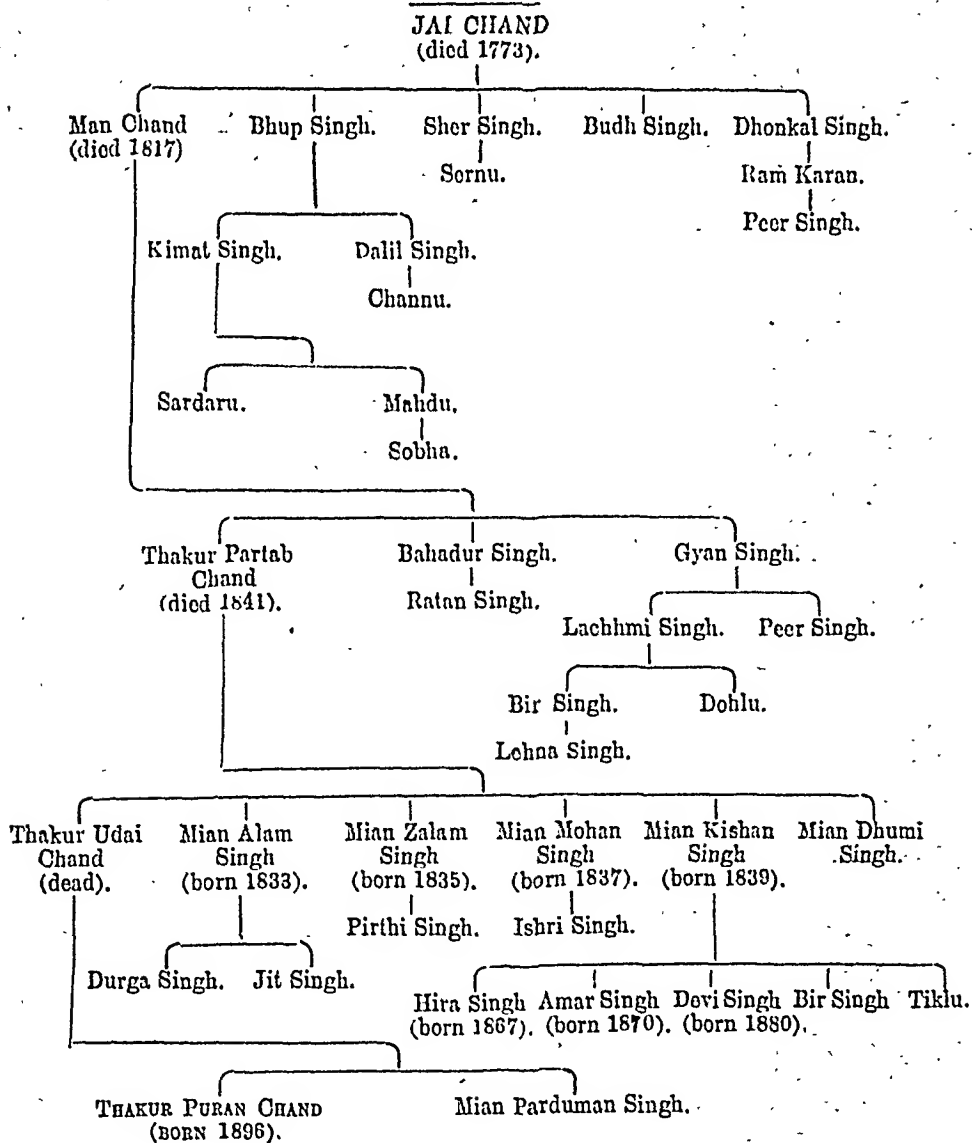 JAI CHAND
(died 1773).
Man Chand Bhup Singh. Sher Singh. Budh Singh. Dhonkal Singh.
(died 1817)
Sernu. Ram Karan.
Peer Singh.
Kimat Singh. Dalil Singh.
Channu.
Sardaru. Mahdu.
Sobha.
Thakur Partab Bahadur Singh. Gyan Singh.
Chand
(died 1841). Ratan Singh.
Lachhmi Singh. Peer Singh.
Bir Singh. Dohlu.
Lehna Singh.
Thakur Udai Mian Alam Mian Zalam Mian Mohan Mian Kishan Mian Dhumi
Chand Singh Singh Singh Singh Singh.
(dead). (born 1833). (born 1835). (born 1837). (born 1839).
Pirthi Singh. Ishri Singh.
Durga Singh. Jit Singh.
Hira Singh Amar Singh Devi Singh Bir Singh Tiklu.
(born 1867). (born 1870). (born 1880).
THAKUR PURAN CHAND Mian Parduman Singh.
(BORN 1896).